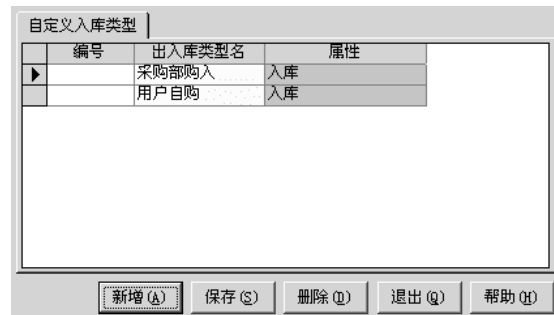 自定义入库类型
编号 出入库类型名 属性
采购部购入 入库
用户自购 入库
新增(A) 保存(S) 删除(D) 退出(Q) 帮助(H)